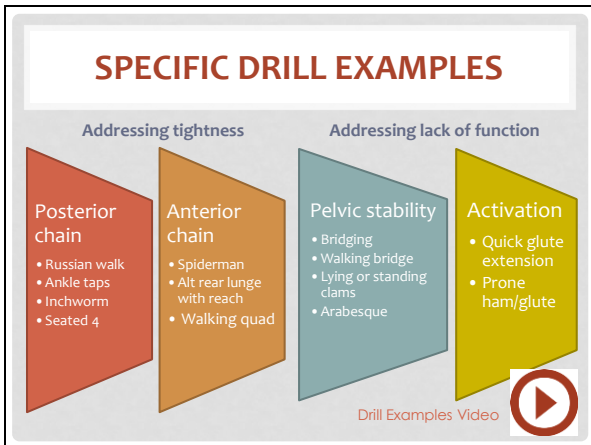 SPECIFIC DRILL EXAMPLES
Addressing tightness
Addressing lack of function
Posterior
chain
• Russian walk
• Ankle taps
• Inchworm
• Seated 4
Anterior
chain
• Spiderman
• Alt rear lunge
with reach
• Walking quad
Pelvic stability
• Bridging
• Walking bridge
• Lying or standing
clams
• Arabesque
Activation
• Quick glute
extension
• Prone
ham/glute
Drill Examples Video